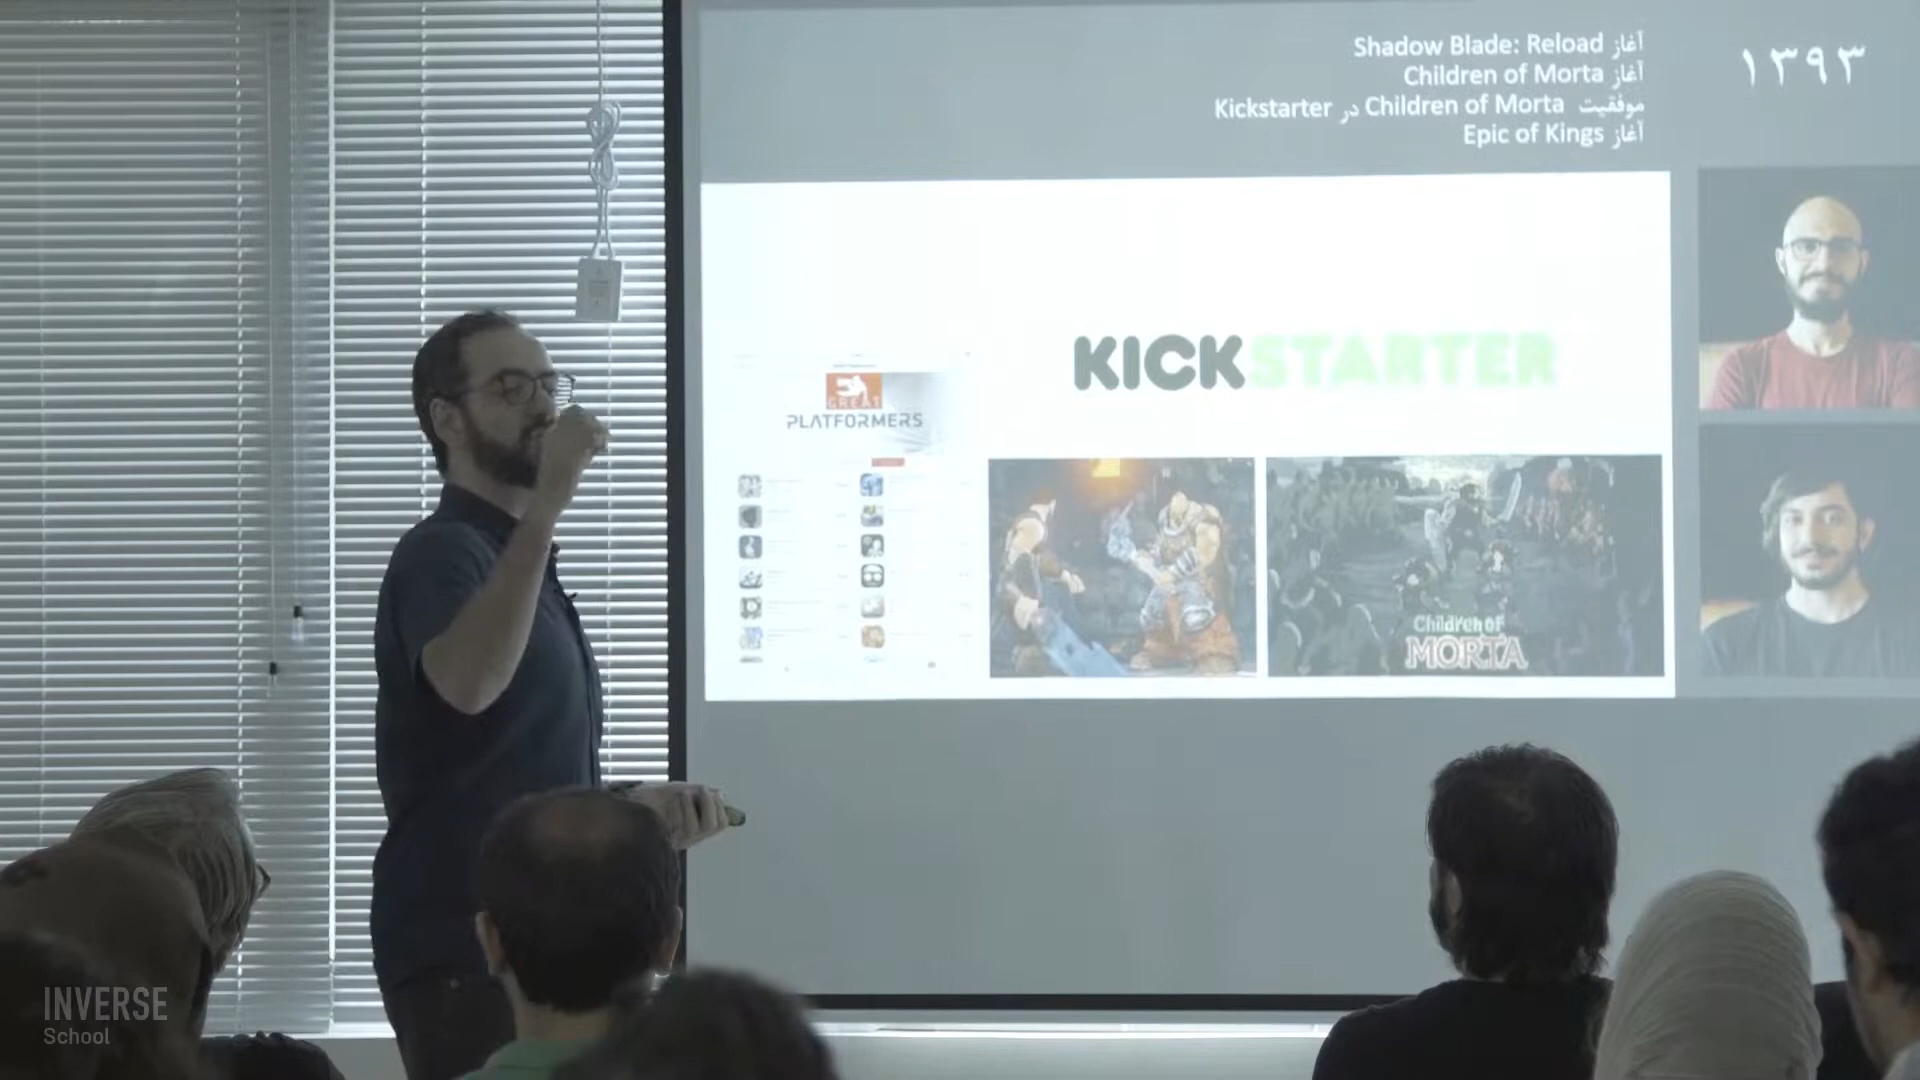 آغاز Shadow Blade: Reload
آغاز Children of Morta
موفقیت Children of Morta در Kickstarter
آغاز Epic of Kings
۱۳۹۳
KICKSTARTER
GREAT
PLATFORMERS
Children of
MORTA
INVERSE
School